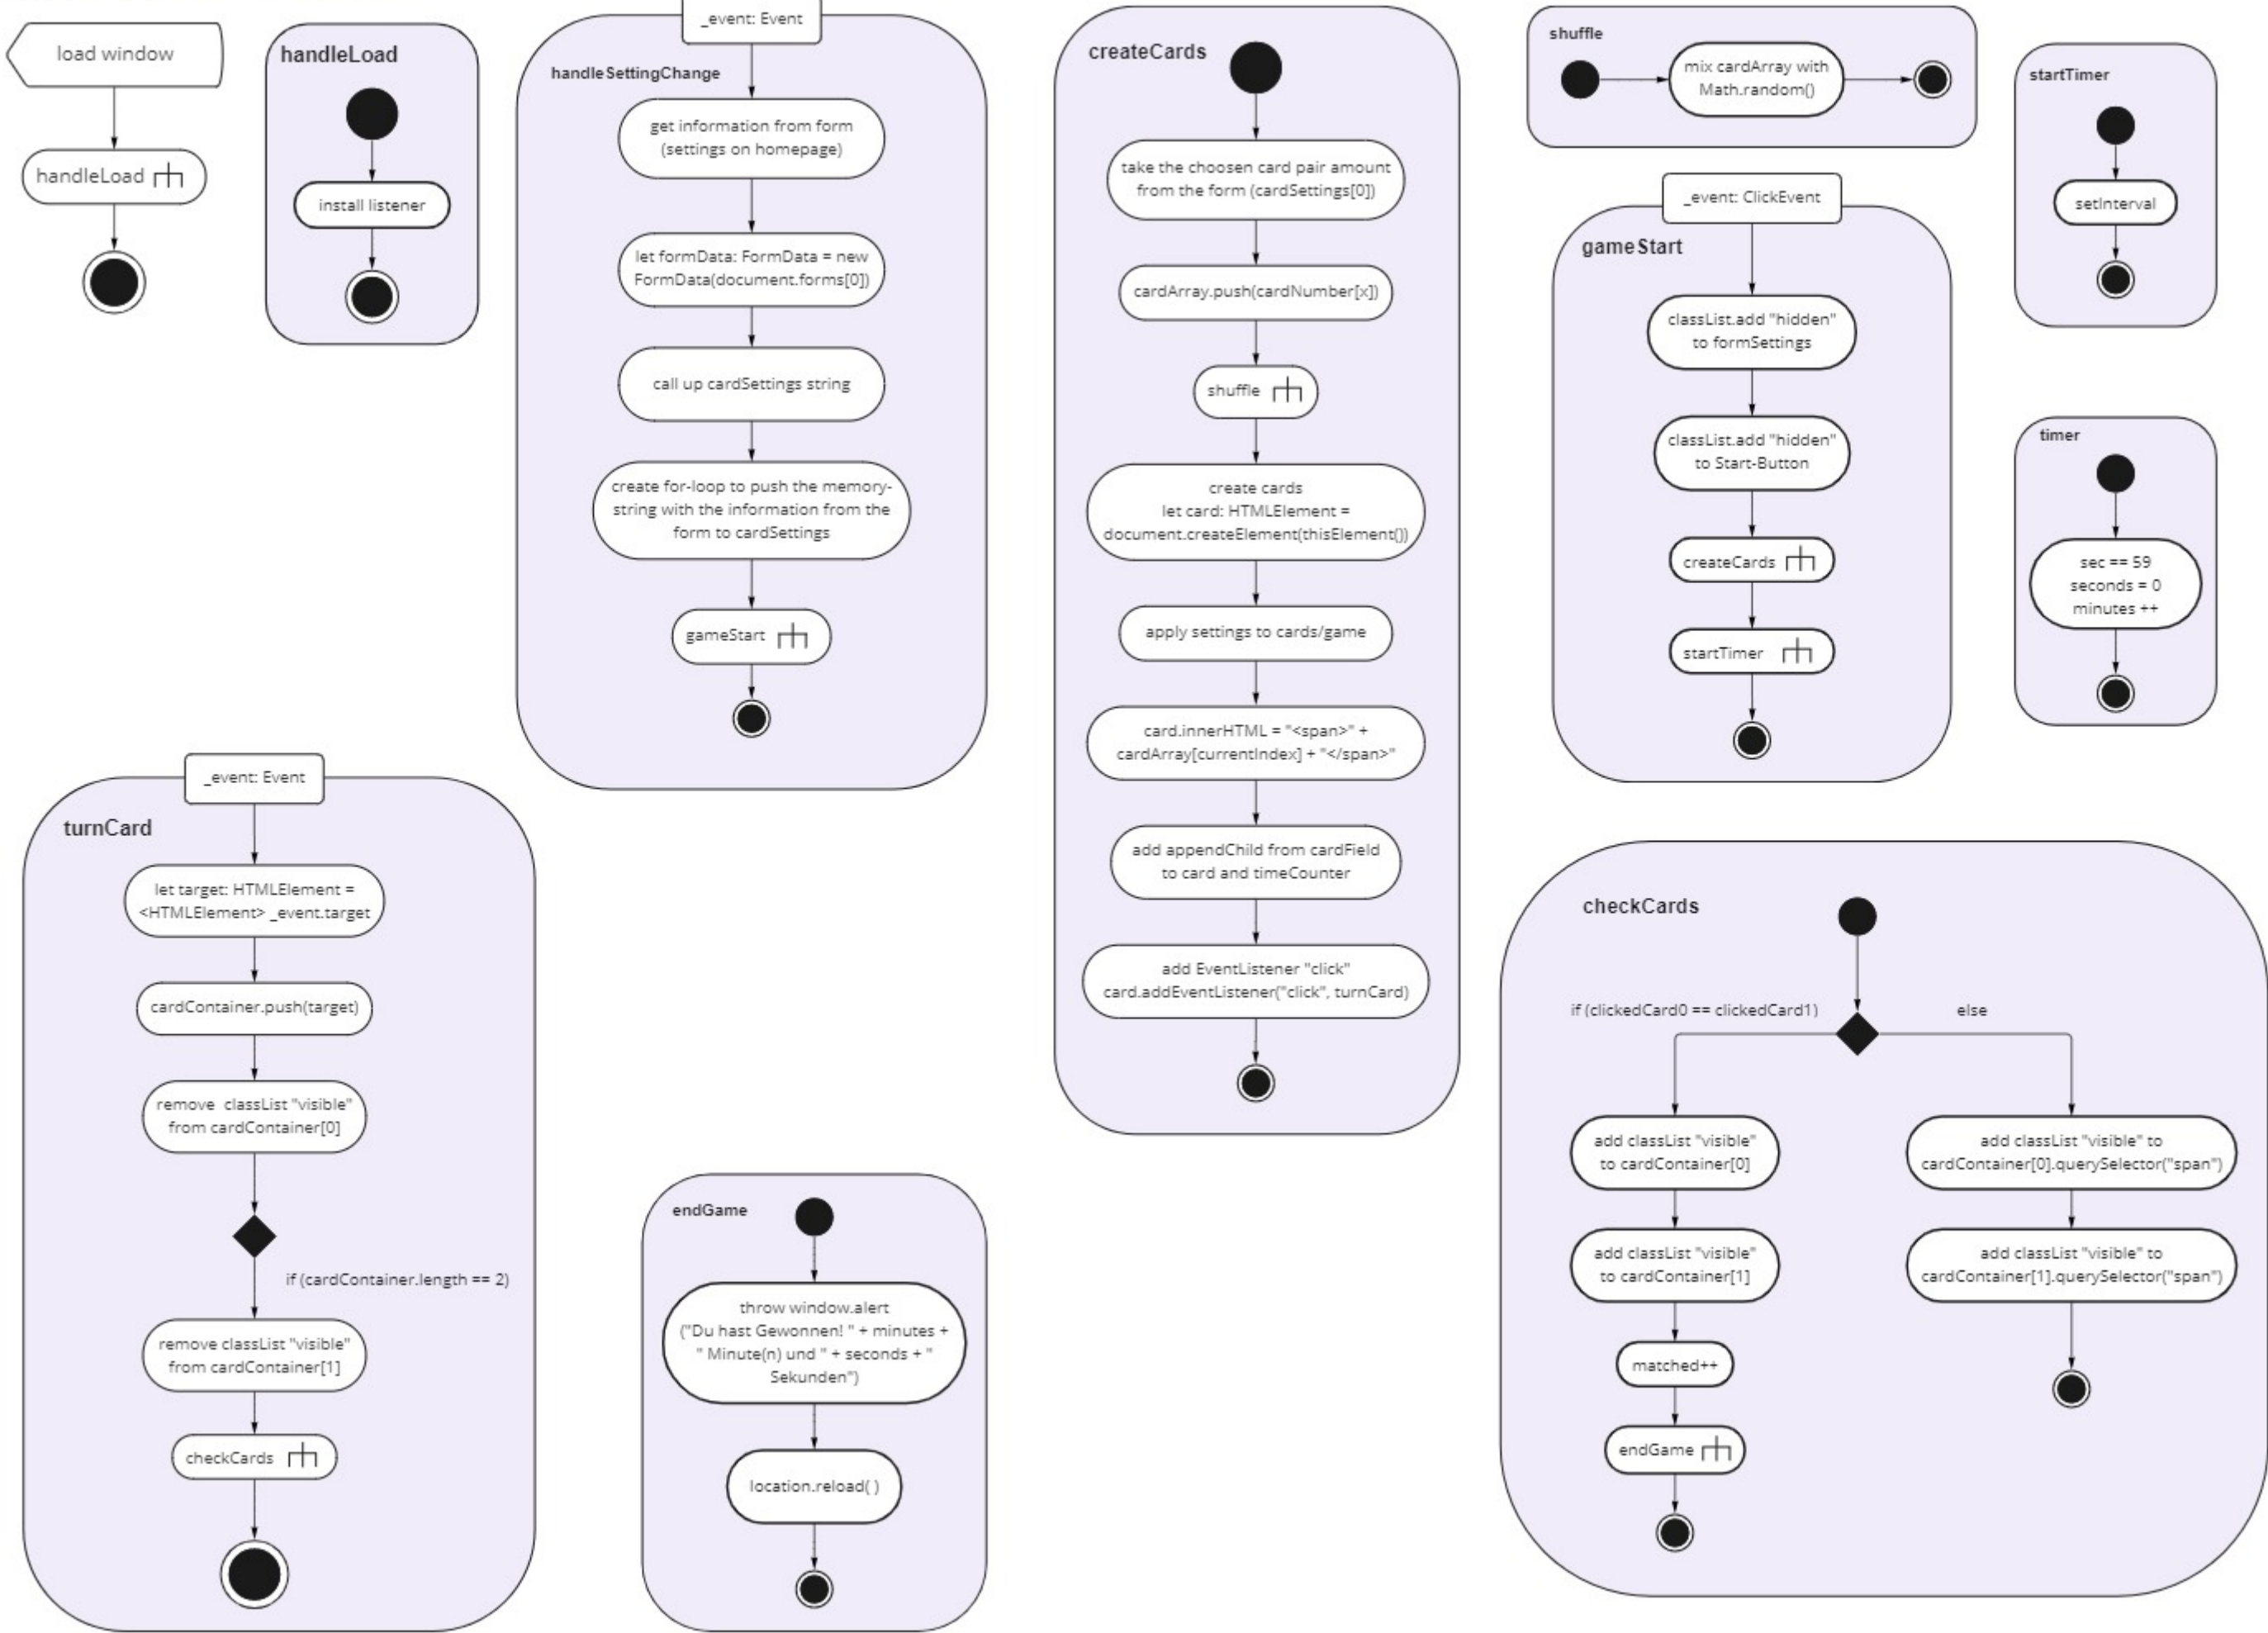 load window
handleLoad
handleLoad
install listener
_event: Event
handleSettingChange
get information from form
(settings on homepage)
let formData: FormData = new
FormData(document.forms[0])
call up cardSettings string
create for-loop to push the memory-
string with the information from the
form to cardSettings
gameStart
createCards
take the choosen card pair amount
from the form (cardSettings[0])
cardArray.push(cardNumber[x])
shuffle
create cards
let card: HTMLElement =
document.createElement(thisElement())
apply settings to cards/game
card.innerHTML = "<span>" +
cardArray[currentIndex] + "</span>"
add appendChild from cardField
to card and timeCounter
add EventListener "click"
card.addEventListener("click", turnCard)
shuffle
mix cardArray with
Math.random()
_event: ClickEvent
gameStart
classList.add "hidden"
to formSettings
classList.add "hidden"
to Start-Button
createCards
startTimer
startTimer
setInterval
timer
sec == 59
seconds = 0
minutes ++
_event: Event
turnCard
let target: HTMLElement =
<HTMLElement> _event.target
cardContainer.push(target)
remove  classList "visible"
from cardContainer[0]
if (cardContainer.length == 2)
remove classList "visible"
from cardContainer[1]
checkCards
endGame
throw window.alert
("Du hast Gewonnen! " + minutes +
" Minute(n) und " + seconds + "
Sekunden")
location.reload( )
checkCards
if (clickedCard0 == clickedCard1)
else
add classList "visible"
to cardContainer[0]
add classList "visible"
to cardContainer[1]
matched++
endGame
add classList "visible" to
cardContainer[0].querySelector("span")
add classList "visible" to
cardContainer[1].querySelector("span")